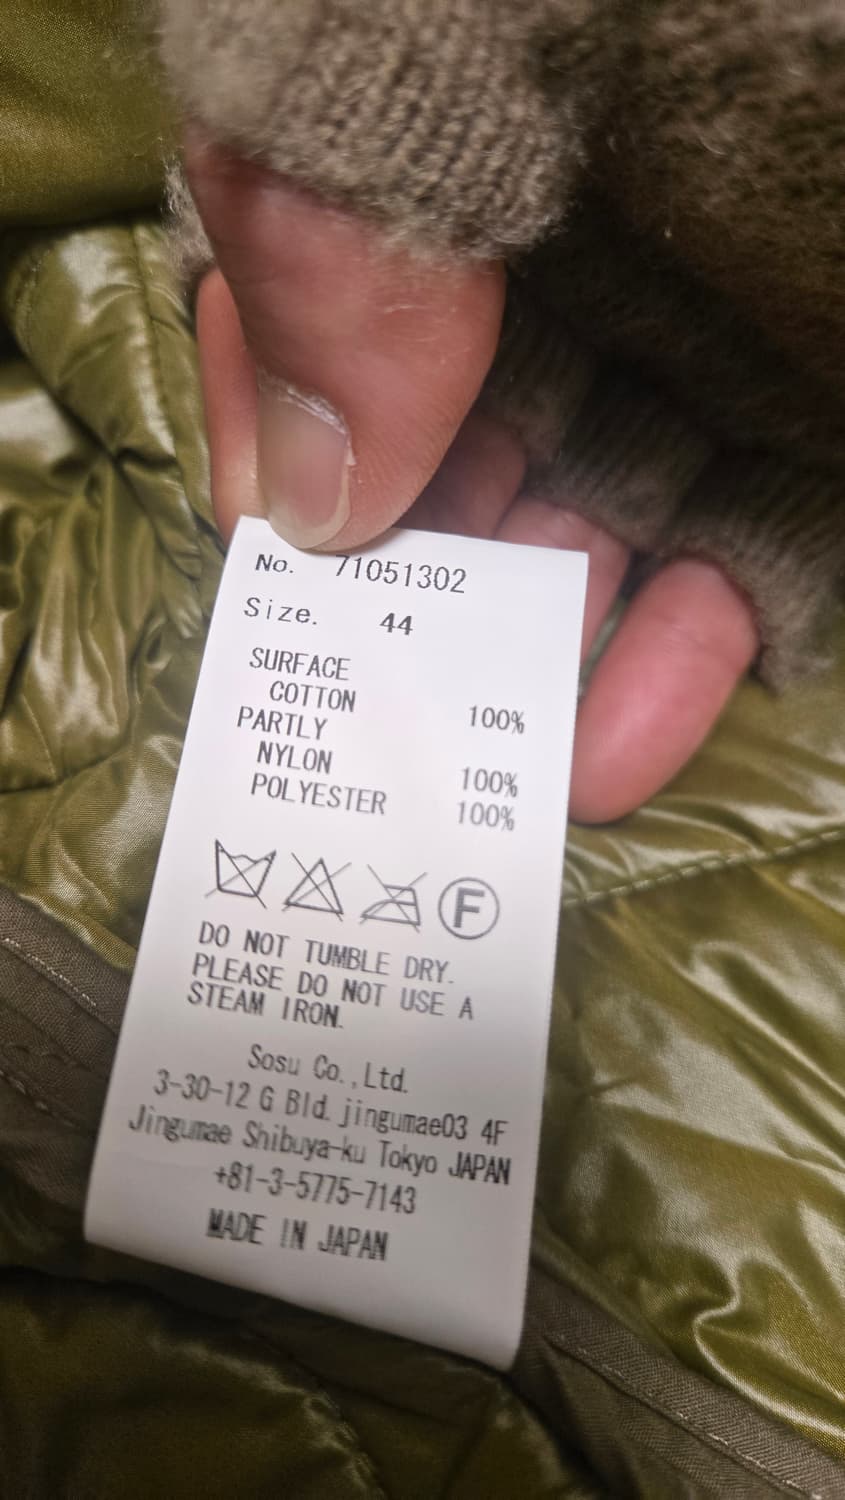 No. 71051302
Size. 44
SURFACE
COTTON 100%
PARTLY
NYLON 100%
POLYESTER 100%
F
DO NOT TUMBLE DRY.
PLEASE DO NOT USE A
STEAM IRON.
Sosu Co.,Ltd.
3-30-12 G Bld. jingumae03 4F
Jingumae Shibuya-ku Tokyo JAPAN
+81-3-5775-7143
MADE IN JAPAN